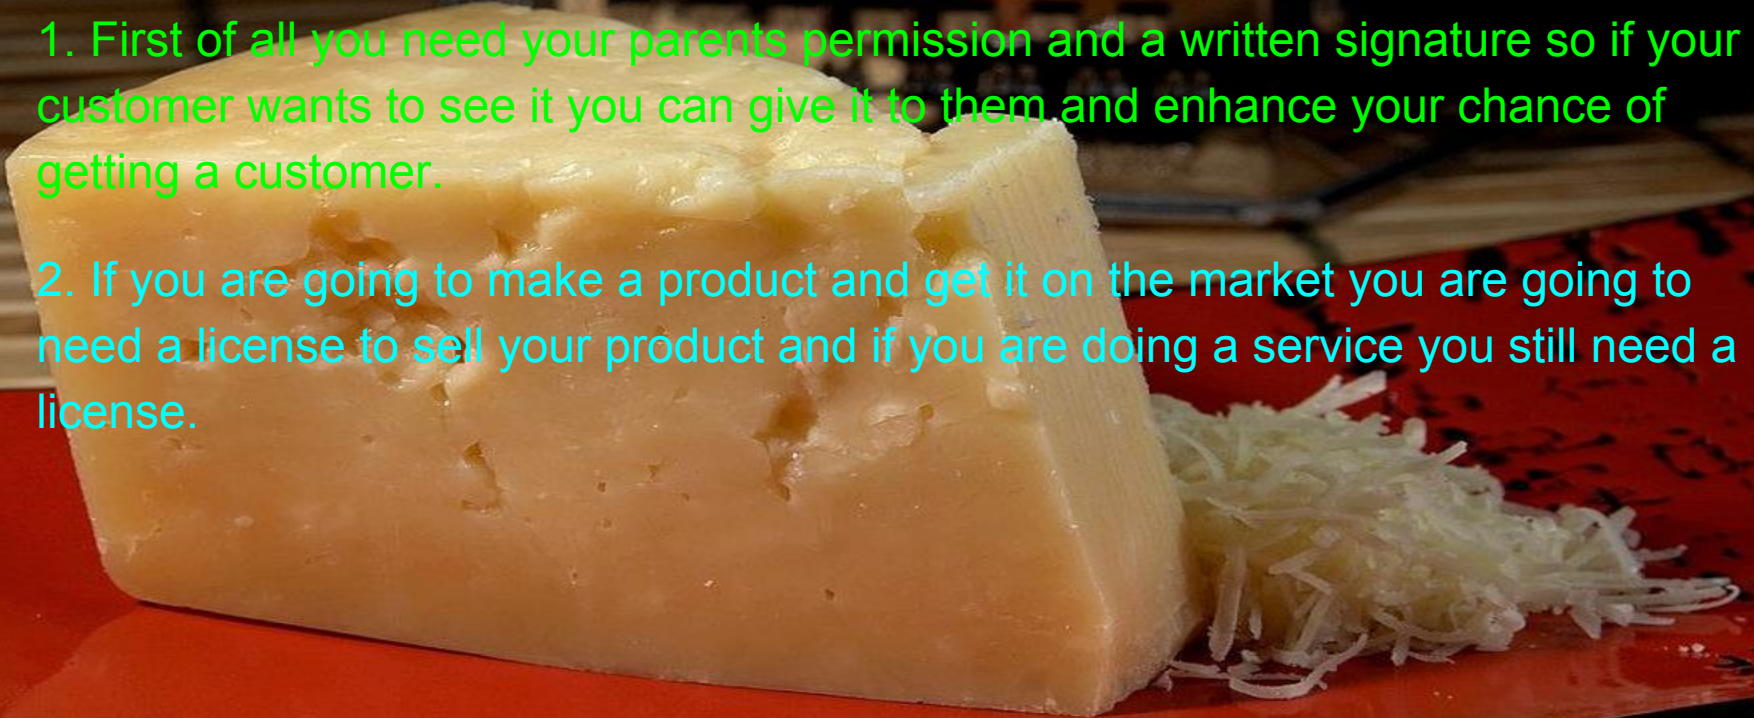 1. First of all you need your parents permission and a written signature so if your
customer wants to see it you can give it to them and enhance your chance of
getting a customer.
2. If you are going to make a product and get it on the market you are going to
need a license to sell your product and if you are doing a service you still need a
license.